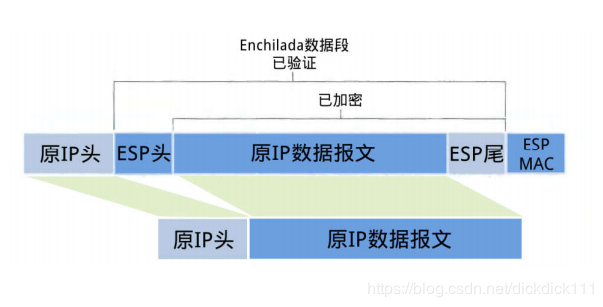 Enchilada数据段
已验证
已加密
原IP头
ESP头
原IP数据报文
ESP尾
ESP
MAC
原IP头
原IP数据报文
https://blog.csdn.net/dickdick111